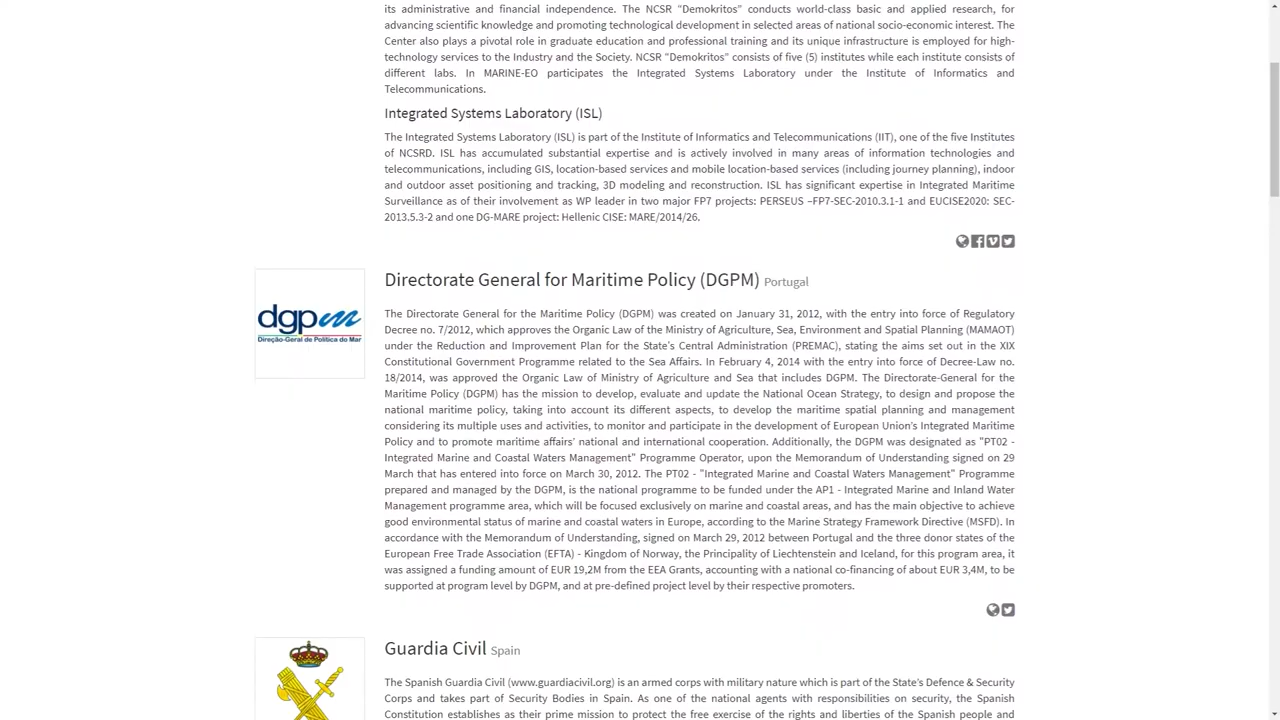 its administrative and financial independence. The NCSR "Demokritos" conducts world-class basic and applied research, for
advancing scientific knowledge and promoting technological development in selected areas of national socio-economic interest. The
Center also plays a pivotal role in graduate education and professional training and its unique infrastructure is employed for high-
technology services to the Industry and the Society. NCSR "Demokritos" consists of five (5) institutes while each institute consists of
different labs. In MARINE-EO participates the Integrated Systems Laboratory under the Institute of Informatics and
Telecommunications.
Integrated Systems Laboratory (ISL)
The Integrated Systems Laboratory (ISL) is part of the Institute of Informatics and Telecommunications (IIT), one of the five Institutes
of NCSRD. ISL has accumulated substantial expertise and is actively involved in many areas of information technologies and
telecommunications, including GIS, location-based services and mobile location-based services (including journey planning), indoor
and outdoor asset positioning and tracking, 3D modeling and reconstruction. ISL has significant expertise in Integrated Maritime
Surveillance as of their involvement as WP leader in two major FP7 projects: PERSEUS –FP7-SEC-2010.3.1-1 and EUCISE2020: SEC-
2013.5.3-2 and one DG-MARE project: Hellenic CISE: MARE/2014/26.
dgpm
Direção-Geral de Política do Mar
Directorate General for Maritime Policy (DGPM) Portugal
The Directorate General for the Maritime Policy (DGPM) was created on January 31, 2012, with the entry into force of Regulatory
Decree no. 7/2012, which approves the Organic Law of the Ministry of Agriculture, Sea, Environment and Spatial Planning (MAMAOT)
under the Reduction and Improvement Plan for the State's Central Administration (PREMAC), stating the aims set out in the XIX
Constitutional Government Programme related to the Sea Affairs. In February 4, 2014 with the entry into force of Decree-Law no.
18/2014, was approved the Organic Law of Ministry of Agriculture and Sea that includes DGPM. The Directorate-General for the
Maritime Policy (DGPM) has the mission to develop, evaluate and update the National Ocean Strategy, to design and propose the
national maritime policy, taking into account its different aspects, to develop the maritime spatial planning and management
considering its multiple uses and activities, to monitor and participate in the development of European Union's Integrated Maritime
Policy and to promote maritime affairs' national and international cooperation. Additionally, the DGPM was designated as "PT02 -
Integrated Marine and Coastal Waters Management" Programme Operator, upon the Memorandum of Understanding signed on 29
March that has entered into force on March 30, 2012. The PT02 - "Integrated Marine and Coastal Waters Management" Programme
prepared and managed by the DGPM, is the national programme to be funded under the AP1 - Integrated Marine and Inland Water
Management programme area, which will be focused exclusively on marine and coastal areas, and has the main objective to achieve
good environmental status of marine and coastal waters in Europe, according to the Marine Strategy Framework Directive (MSFD). In
accordance with the Memorandum of Understanding, signed on March 29, 2012 between Portugal and the three donor states of the
European Free Trade Association (EFTA) - Kingdom of Norway, the Principality of Liechtenstein and Iceland, for this program area, it
was assigned a funding amount of EUR 19,2M from the EEA Grants, accounting with a national co-financing of about EUR 3,4M, to be
supported at program level by DGPM, and at pre-defined project level by their respective promoters.
Guardia Civil Spain
The Spanish Guardia Civil (www.guardiacivil.org) is an armed corps with military nature which is part of the State's Defence & Security
Corps and takes part of Security Bodies in Spain. As one of the national agents with responsibilities on security, the Spanish
Constitution establishes as their prime mission to protect the free exercise of the rights and liberties of the Spanish people and